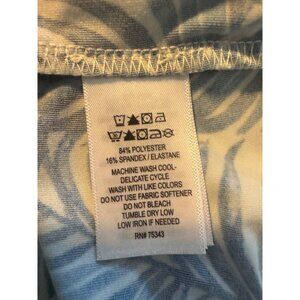 84% POLYESTER
16% SPANDEX / ELASTANE
MACHINE WASH COOL-
DELICATE CYCLE
WASH WITH LIKE COLORS
DO NOT USE FABRIC SOFTENER
DO NOT BLEACH
TUMBLE DRY LOW
LOW IRON IF NEEDED
RN# 75343